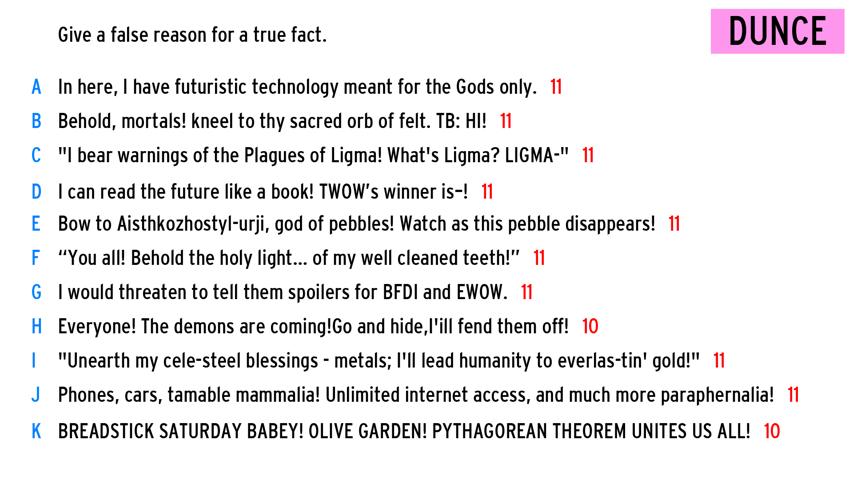 Give a false reason for a true fact.
DUNCE
A In here, I have futuristic technology meant for the Gods only. 11
B Behold, mortals! kneel to thy sacred orb of felt. TB: HI! 11
C "I bear warnings of the Plagues of Ligma! What's Ligma? LIGMA-" 11
D I can read the future like a book! TWOW’s winner is–! 11
E Bow to Aisthkozhostyl-urji, god of pebbles! Watch as this pebble disappears! 11
F “You all! Behold the holy light... of my well cleaned teeth!” 11
G I would threaten to tell them spoilers for BFDI and EWOW. 11
H Everyone! The demons are coming!Go and hide,I'ill fend them off! 10
I "Unearth my cele-steel blessings - metals; I'll lead humanity to everlas-tin' gold!" 11
J Phones, cars, tamable mammalia! Unlimited internet access, and much more paraphernalia! 11
K BREADSTICK SATURDAY BABEY! OLIVE GARDEN! PYTHAGOREAN THEOREM UNITES US ALL! 10